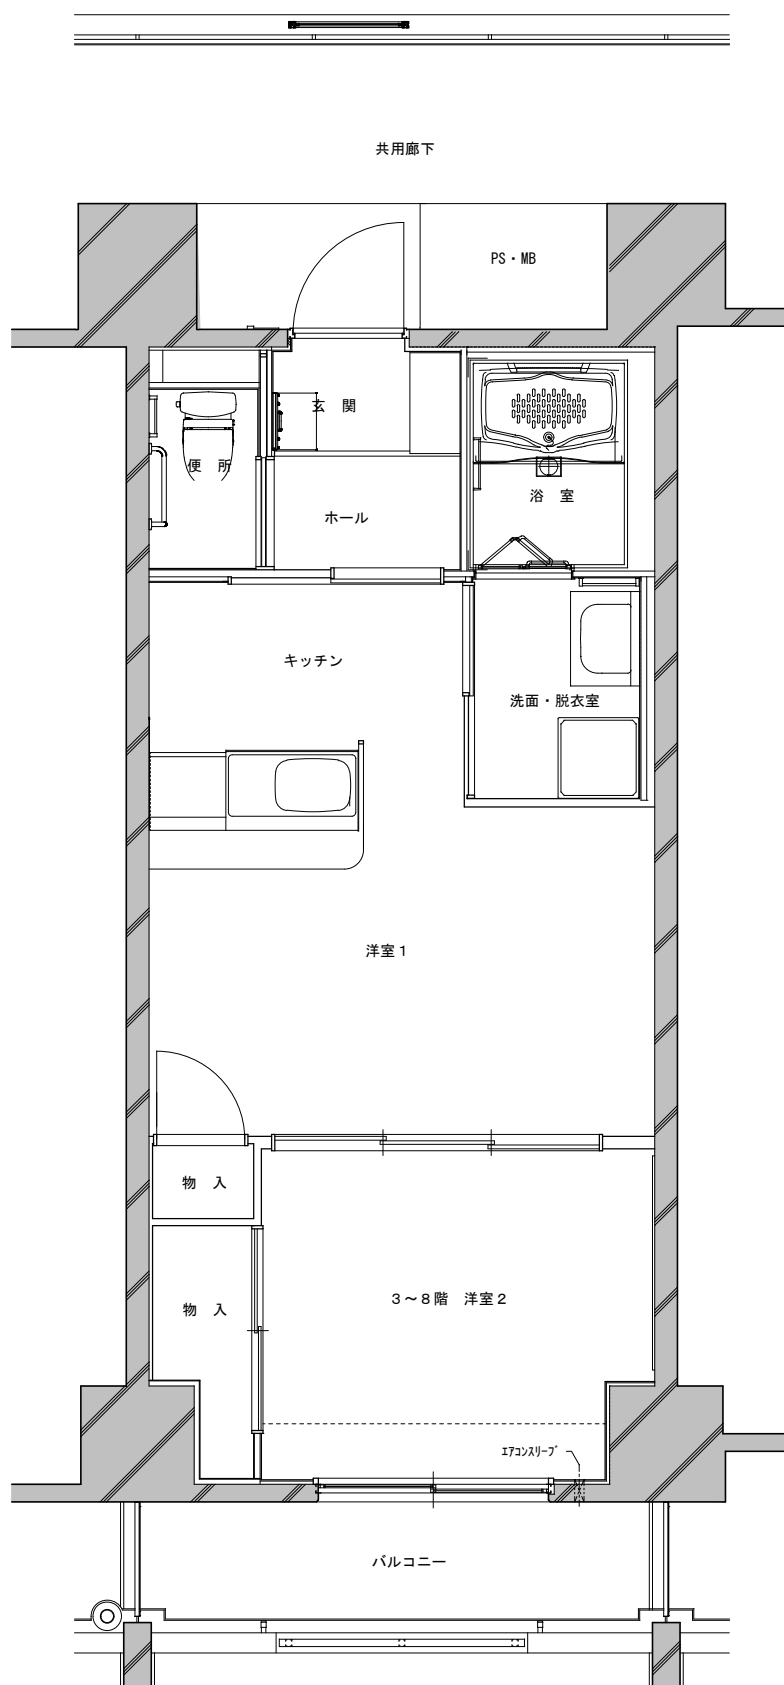 共用廊下
PS・MB
玄　関
便　所
浴　室
ホール
キッチン
洗面・脱衣室
洋室１
物　入
３～８階　洋室２
物　入
ｴｱｺﾝｽﾘｰﾌﾞ
バルコニー